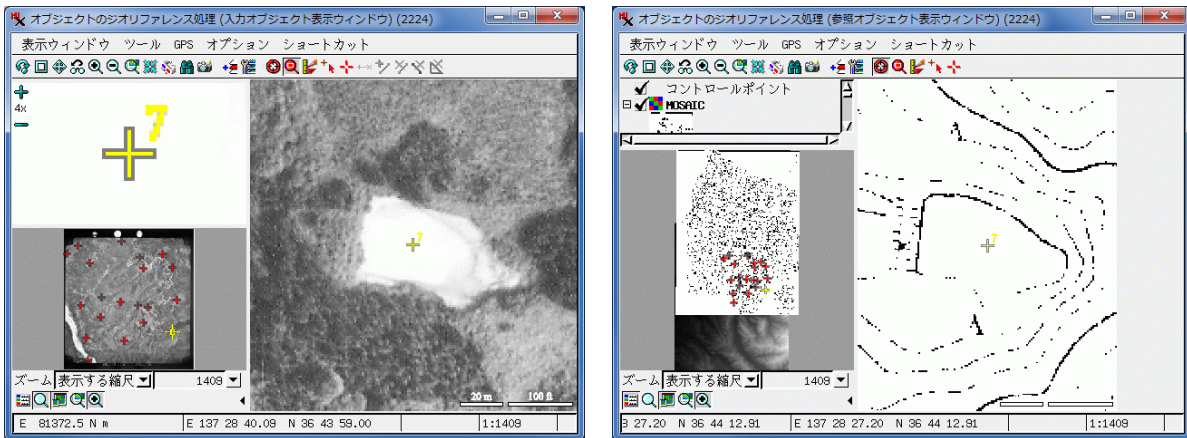 オブジェクトのジオリファレンス処理 (入力オブジェクト表示ウィンドウ) (2224)
表示ウィンドウ ツール GPS オプション ショートカット
4x
7
7
ズーム 表示する縮尺 1409
20 m 100 ft
E 81372.5 N m E 137 28 40.09 N 36 43 59.00 1:1409
オブジェクトのジオリファレンス処理 (参照オブジェクト表示ウィンドウ) (2224)
表示ウィンドウ ツール GPS オプション ショートカット
コントロールポイント
MOSAIC
7
ズーム 表示する縮尺 1409
27.20 N 36 44 12.91 E 137 28 27.20 N 36 44 12.91 1:1409